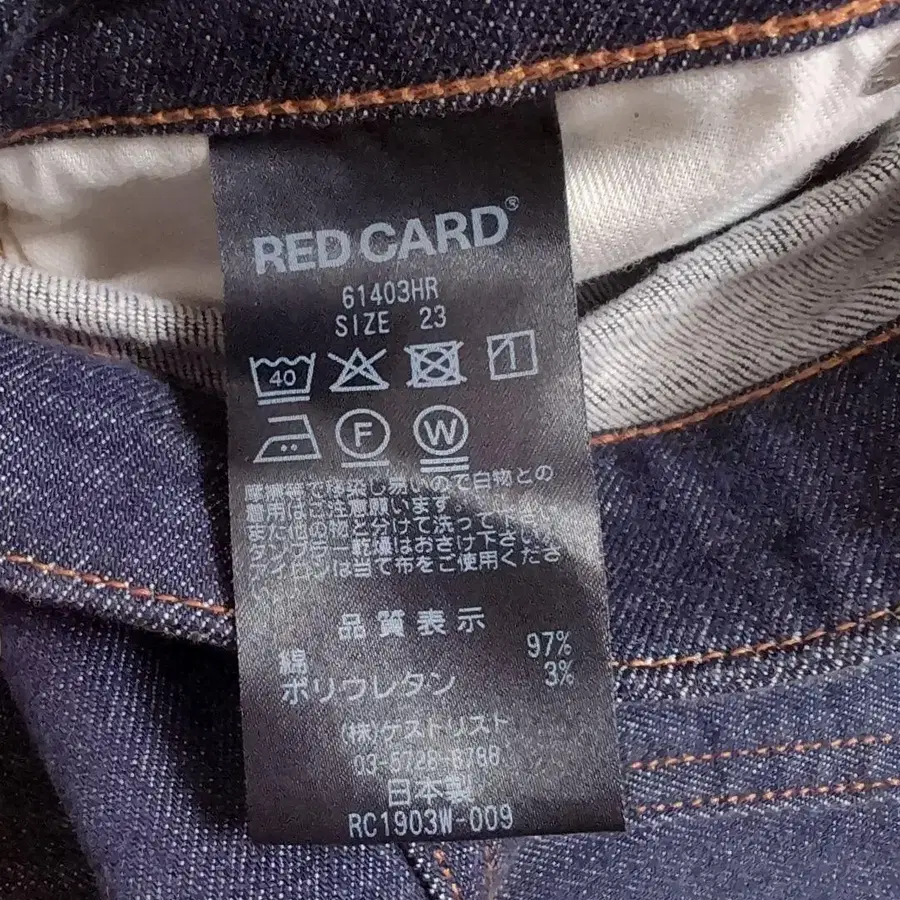 RED CARD®
61403HR
SIZE 23
40
F W
摩擦等で移染し易いので白物との
着用はご注意願います。
また他の物と分けて洗って下さい。
タンブラー乾燥はおさけ下さい。
アイロンは当て布をご使用くださ
い。
品質表示
綿 97%
ポリウレタン 3%
(株)ゲストリスト
日本製
RC1903W-009